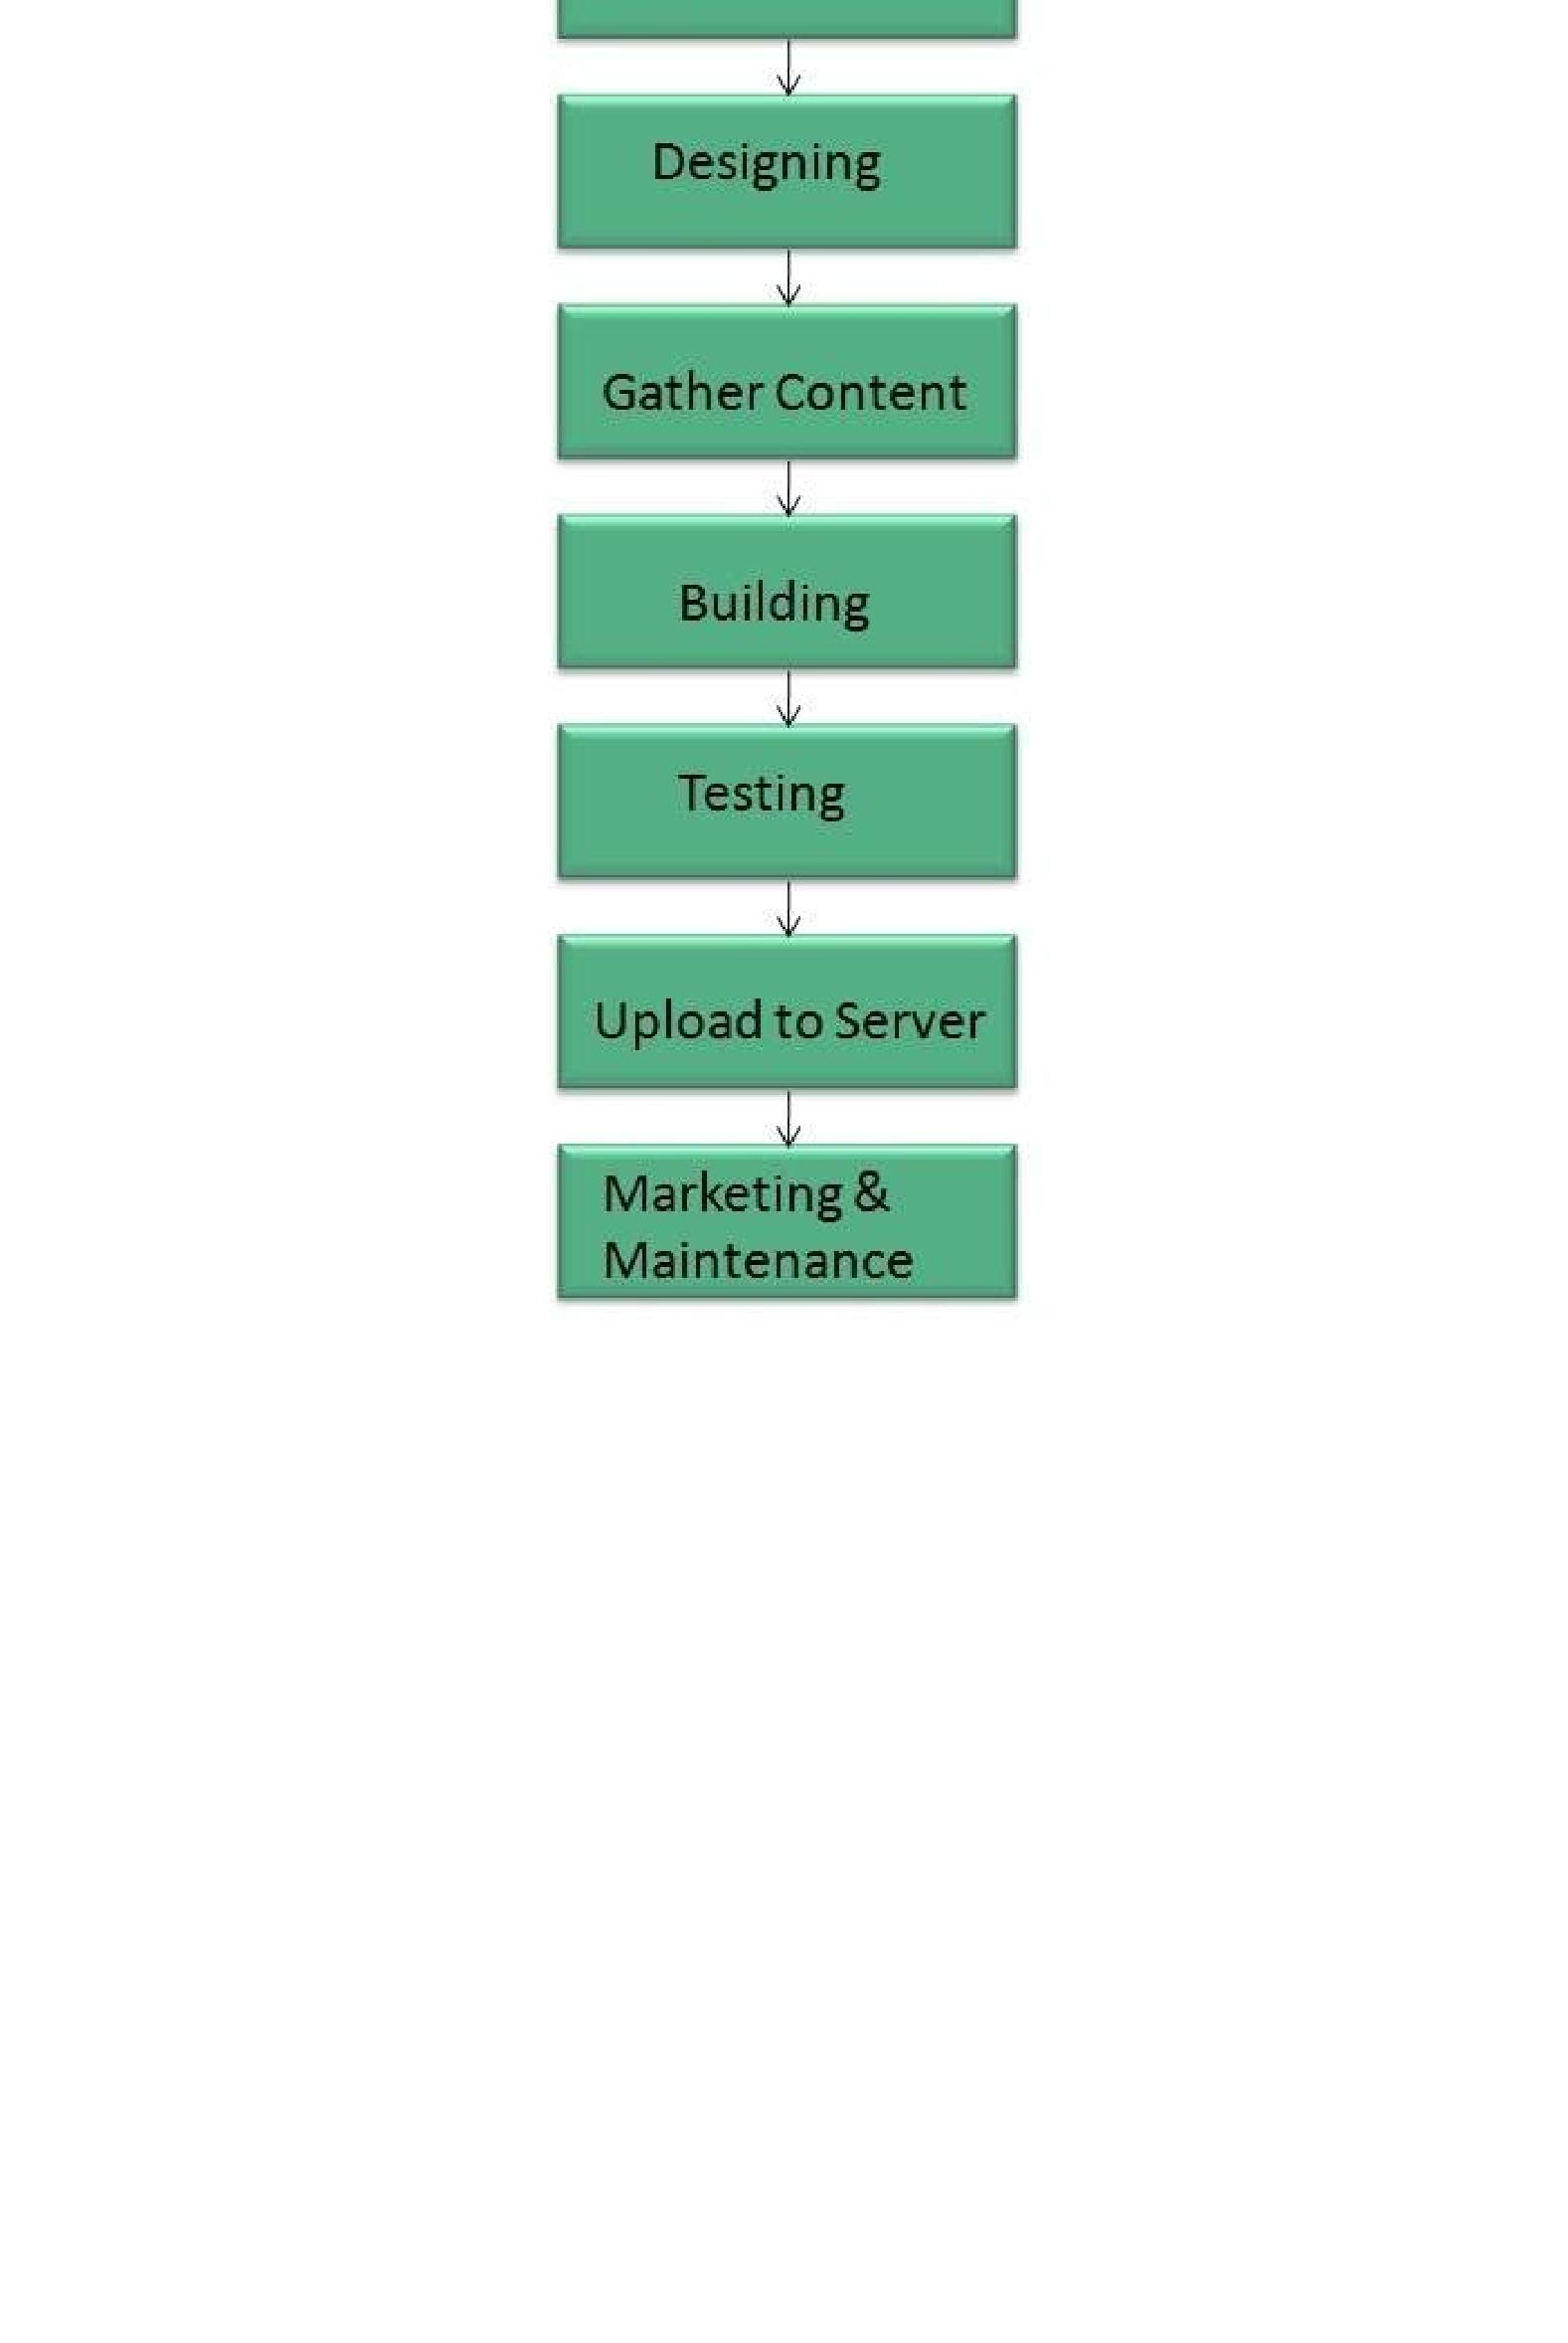 Designing
Gather Content
Building
Testing
Upload to Server
Marketing &
Maintenance